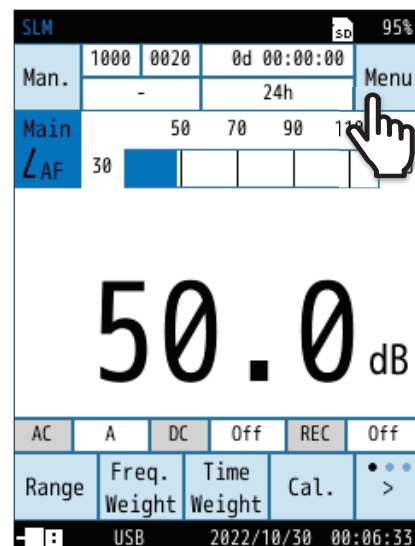 SLM SD 95%
Man. 1000 0020 0d 00:00:00 Menu
- 24h
Main 50 70 90
LAF 30
50.0 dB
AC A DC Off REC Off
Range Freq. Weight Time Weight Cal. >
USB 2022/10/30 00:06:33